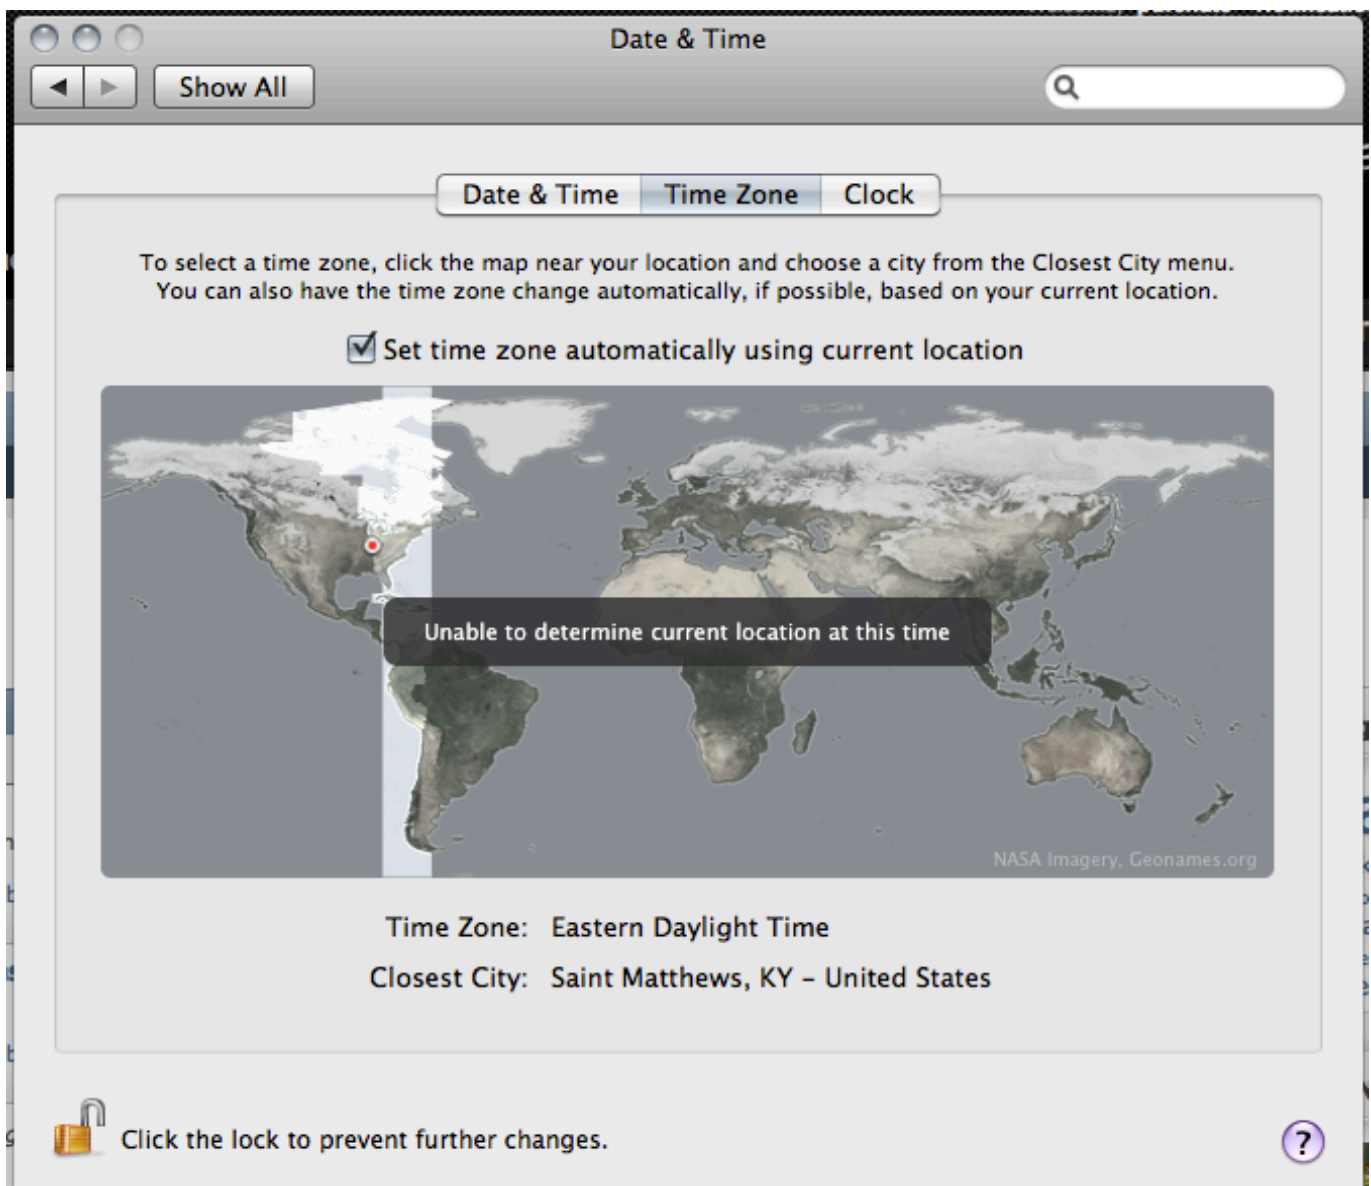 Date & Time
Show All
Date & Time Time Zone Clock
To select a time zone, click the map near your location and choose a city from the Closest City menu.
You can also have the time zone change automatically, if possible, based on your current location.
Set time zone automatically using current location
Unable to determine current location at this time
NASA Imagery, Geonames.org
Time Zone: Eastern Daylight Time
Closest City: Saint Matthews, KY – United States
Click the lock to prevent further changes.
?